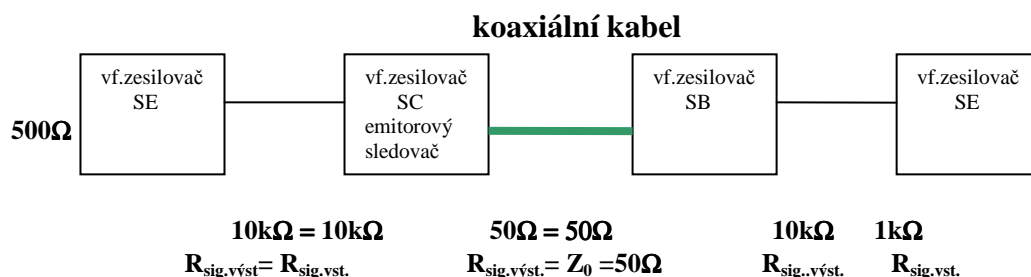 koaxiální kabel
vf.zesilovač
SE
vf.zesilovač
SC
emitorový
sledovač
vf.zesilovač
SB
vf.zesilovač
SE
500Ω
10kΩ = 10kΩ
50Ω = 50Ω
10kΩ 1kΩ
Rsig.výst= Rsig.vst.
Rsig.výst.= Z0 =50Ω
Rsig..výst Rsig.vst.